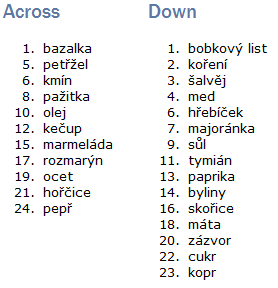 Across
1. bazalka
5. petřžel
6. kmín
8. pažitka
10. olej
12. kečup
15. marmeláda
17. rozmarýn
19. ocet
21. hořčice
24. pepř
Down
1. bobkový list
2. koření
3. šalvěj
4. med
6. hřebíček
7. majoránka
9. sůl
11. tymián
13. paprika
14. byliny
16. skořice
18. máta
20. zázvor
22. cukr
23. kopr